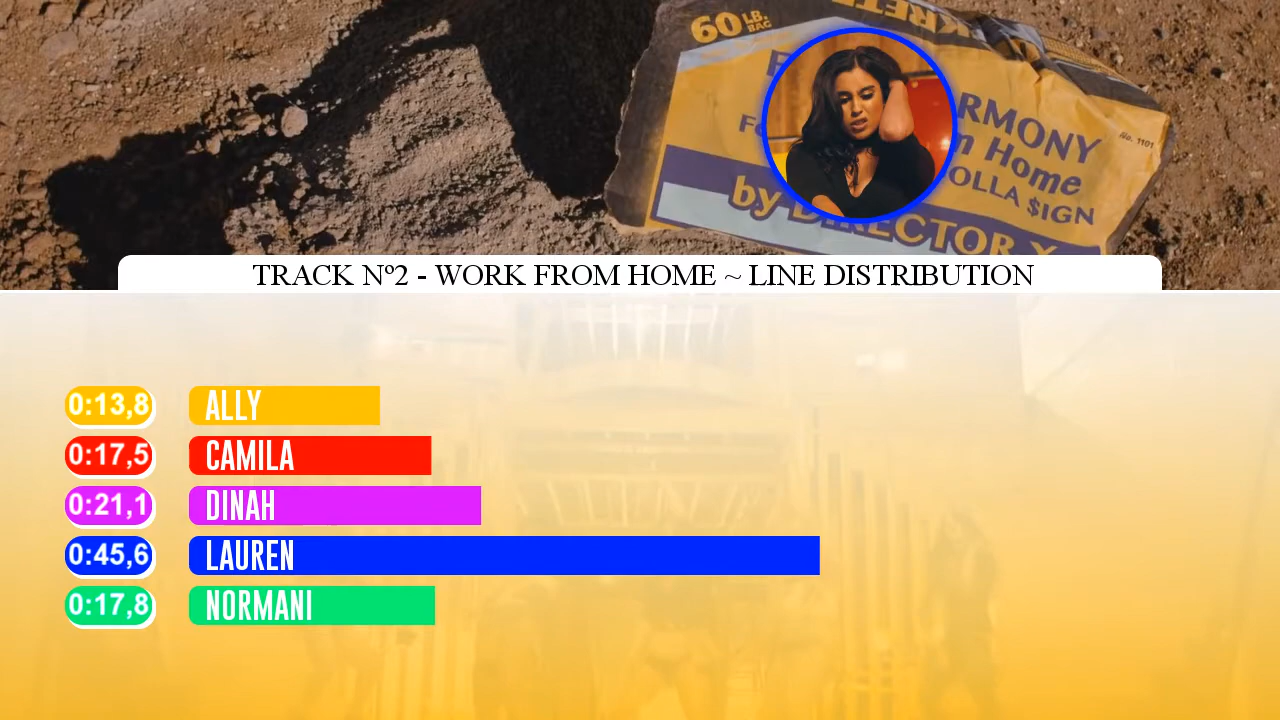 60 LB. BAG
KRETE
RMONY
No. 1101
Home
OLLA $IGN
by DIRECTOR X
TRACK Nº2 - WORK FROM HOME ~ LINE DISTRIBUTION
0:13,8 ALLY
0:17,5 CAMILA
0:21,1 DINAH
0:45,6 LAUREN
0:17,8 NORMANI